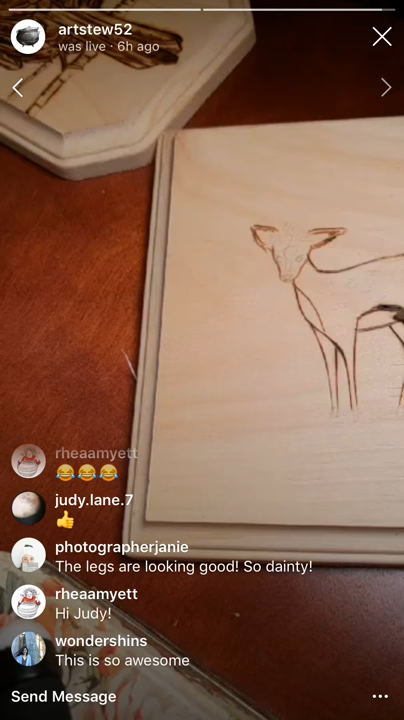 artstew52
was live · 6h ago
rheaamyett
😂😂😂
judy.lane.7
👍
photographerjanie
The legs are looking good! So dainty!
rheaamyett
Hi Judy!
wondershins
This is so awesome
Send Message